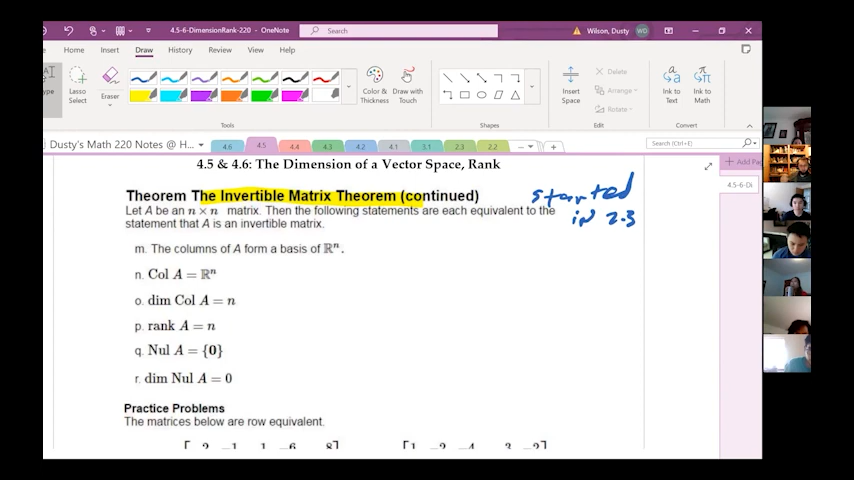 4.5-6-DimensionRank-220 - OneNote
Search
Wilson, Dusty
WD
Home
Insert
Draw
History
Review
View
Help
Type
Lasso
Select
Eraser
Color &
Thickness
Draw with
Touch
Insert
Space
Delete
Arrange
Rotate
Ink to
Text
Ink to
Math
Tools
Shapes
Edit
Convert
Dusty's Math 220 Notes @ H...
4.6
4.5
4.4
4.3
4.2
4.1
3.1
2.3
2.2
Search (Ctrl+E)
4.5 & 4.6: The Dimension of a Vector Space, Rank
Add Pag
4.5-6-Di
Theorem The Invertible Matrix Theorem (continued)
started
in 2.3
Let A be an n × n matrix. Then the following statements are each equivalent to the
statement that A is an invertible matrix.
m. The columns of A form a basis of ℝⁿ.
n. Col A = ℝⁿ
o. dim Col A = n
p. rank A = n
q. Nul A = {0}
r. dim Nul A = 0
Practice Problems
The matrices below are row equivalent.